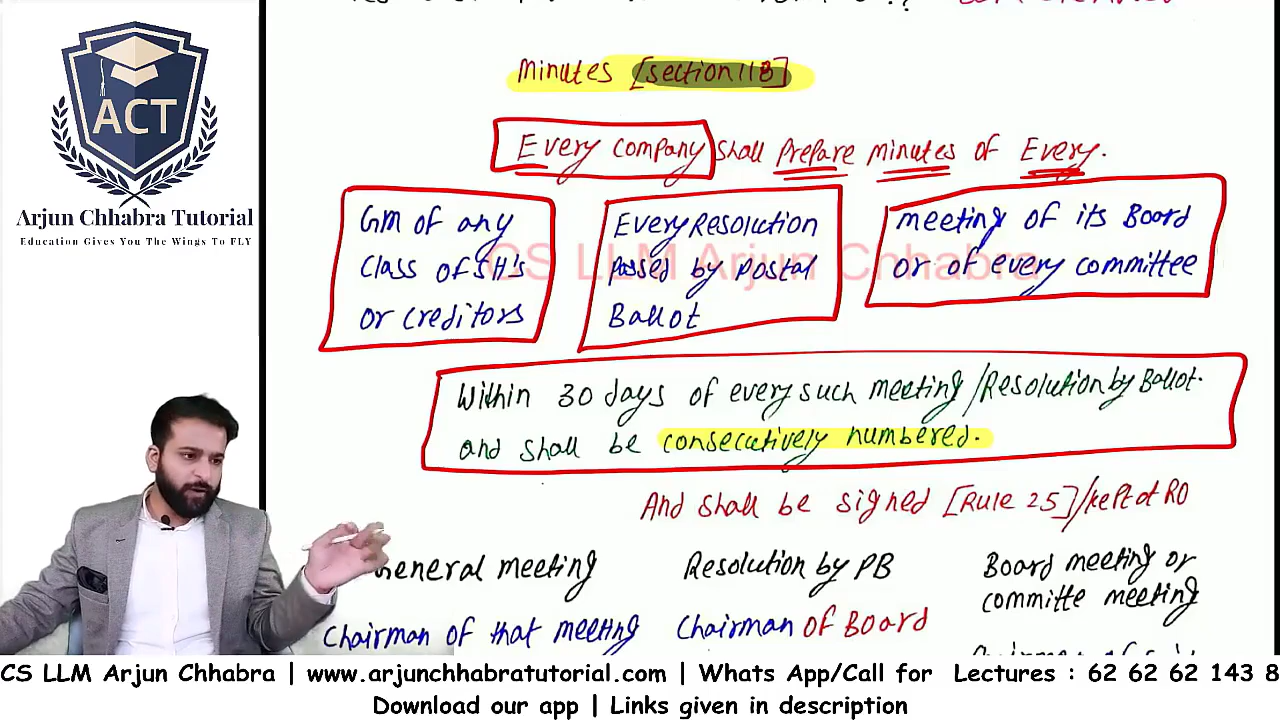 ACT
Arjun Chhabra Tutorial
Education Gives You The Wings To FLY
Minutes [section 118]
Every company shall Prepare minutes of Every.
GM of any
class of SH's
or creditors
Every Resolution
Passed by Postal
Ballot
meeting of its Board
or of every committee
CS LLM Arjun Chhabra
Within 30 days of every such meeting/Resolution by Ballot.
and shall be consecutively numbered.
And shall be signed [Rule 25]/kept at RO
General meeting
Chairman of that meeting
Resolution by PB
Chairman OF Board
Board meeting or
committe meeting
CS LLM Arjun Chhabra | www.arjunchhabratutorial.com | Whats App/Call for Lectures : 62 62 62 143 8
Download our app | Links given in description